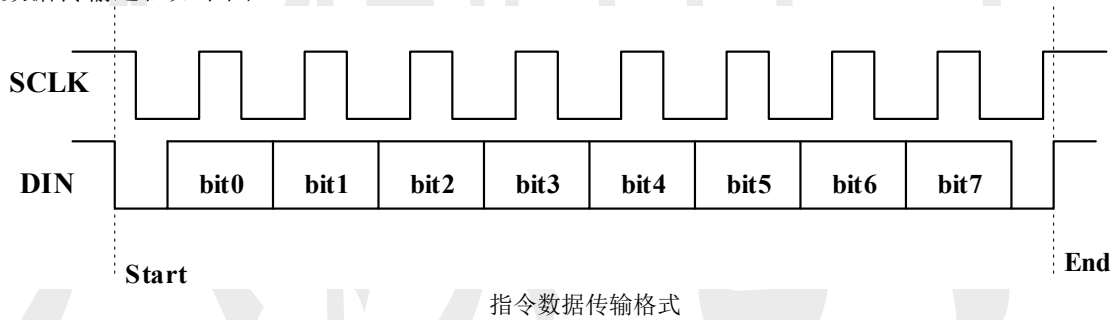 SCLK
DIN bit0 bit1 bit2 bit3 bit4 bit5 bit6 bit7
Start
End
指令数据传输格式